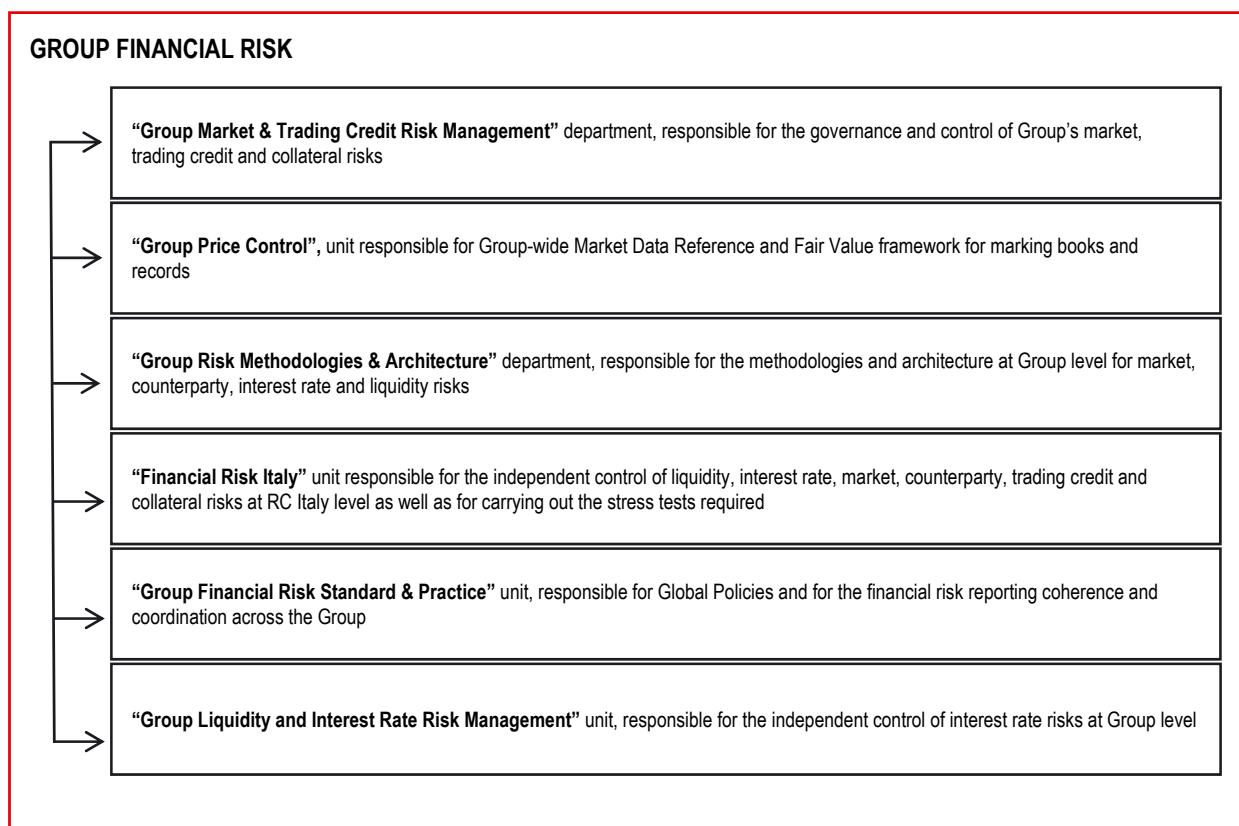 GROUP FINANCIAL RISK
“Group Market & Trading Credit Risk Management” department, responsible for the governance and control of Group’s market,
trading credit and collateral risks
“Group Price Control”, unit responsible for Group-wide Market Data Reference and Fair Value framework for marking books and
records
“Group Risk Methodologies & Architecture” department, responsible for the methodologies and architecture at Group level for market,
counterparty, interest rate and liquidity risks
“Financial Risk Italy” unit responsible for the independent control of liquidity, interest rate, market, counterparty, trading credit and
collateral risks at RC Italy level as well as for carrying out the stress tests required
“Group Financial Risk Standard & Practice” unit, responsible for Global Policies and for the financial risk reporting coherence and
coordination across the Group
“Group Liquidity and Interest Rate Risk Management” unit, responsible for the independent control of interest rate risks at Group level